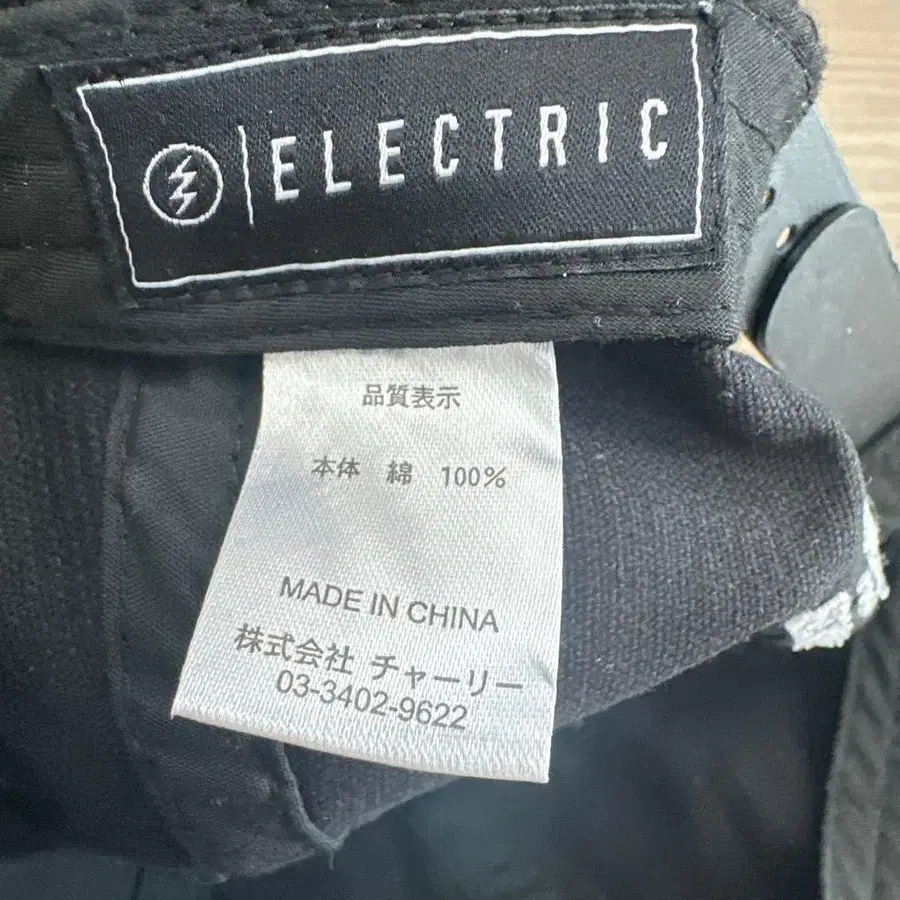 ELECTRIC
品質表示
本体 綿 100%
MADE IN CHINA
株式会社 チャーリー
03-3402-9622